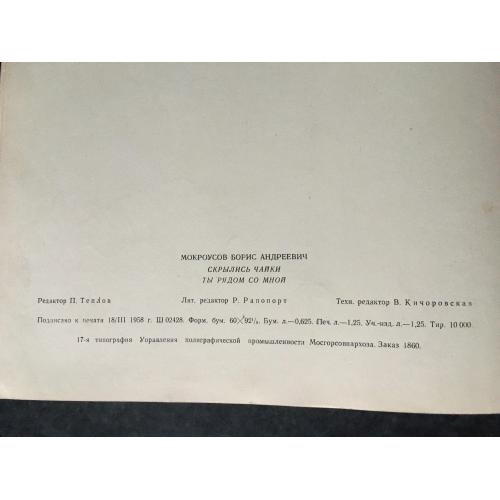 МОКРОУСОВ БОРИС АНДРЕЕВИЧ
СКРЫЛИСЬ ЧАЙКИ
ТЫ РЯДОМ СО МНОЙ
Редактор П. Теплов Лит. редактор Р. Рапопорт Техн. редактор В. Кичоровская
Подписано к печати 18/III 1958 г. Ш 02428. Форм. бум. 60×92¹/₈. Бум. л.—0,625. Печ. л.—1,25. Уч.-изд. л.—1,25. Тир. 10 000
17-я типография Управления полиграфической промышленности Мосгорсовнархоза. Заказ 1860.